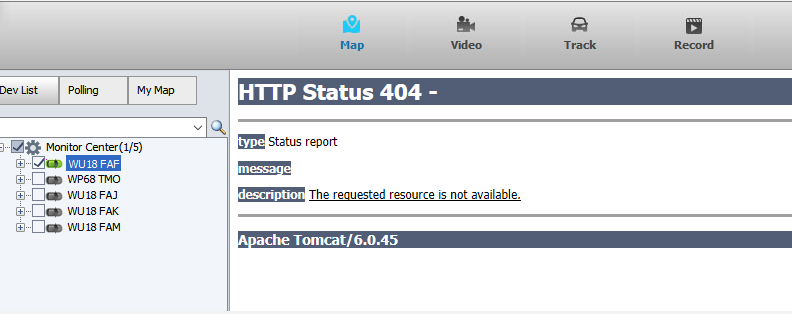 Map Video Track Record
Dev List Polling My Map
HTTP Status 404 -
Monitor Center(1/5)
WU18 FAF
WP68 TMO
WU18 FAJ
WU18 FAK
WU18 FAM
type Status report
message
description The requested resource is not available.
Apache Tomcat/6.0.45